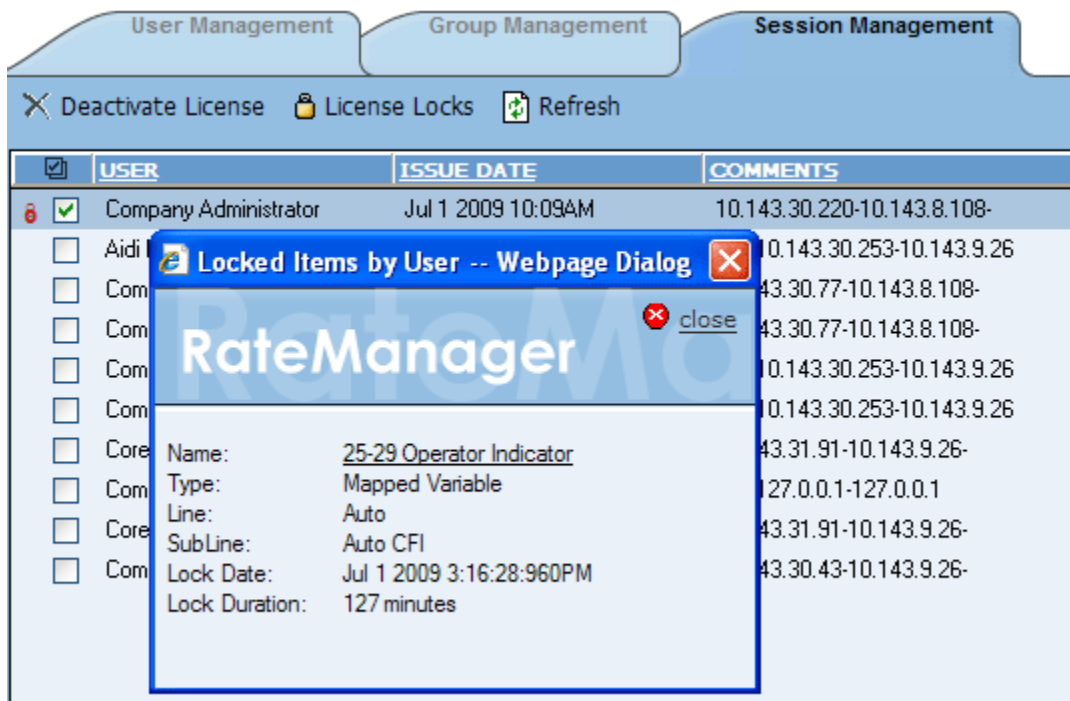 User Management Group Management Session Management
Deactivate License License Locks Refresh
USER ISSUE DATE COMMENTS
Company Administrator Jul 1 2009 10:09AM 10.143.30.220-10.143.8.108-
Aidi 10.143.30.253-10.143.9.26
Com 43.30.77-10.143.8.108-
Com 43.30.77-10.143.8.108-
Com 10.143.30.253-10.143.9.26
Com 10.143.30.253-10.143.9.26
Core 43.31.91-10.143.9.26-
Com 127.0.0.1-127.0.0.1
Core 43.31.91-10.143.9.26-
Com 43.30.43-10.143.9.26-
Locked Items by User -- Webpage Dialog
close
RateManager
Name: 25-29 Operator Indicator
Type: Mapped Variable
Line: Auto
SubLine: Auto CFI
Lock Date: Jul 1 2009 3:16:28:960PM
Lock Duration: 127 minutes